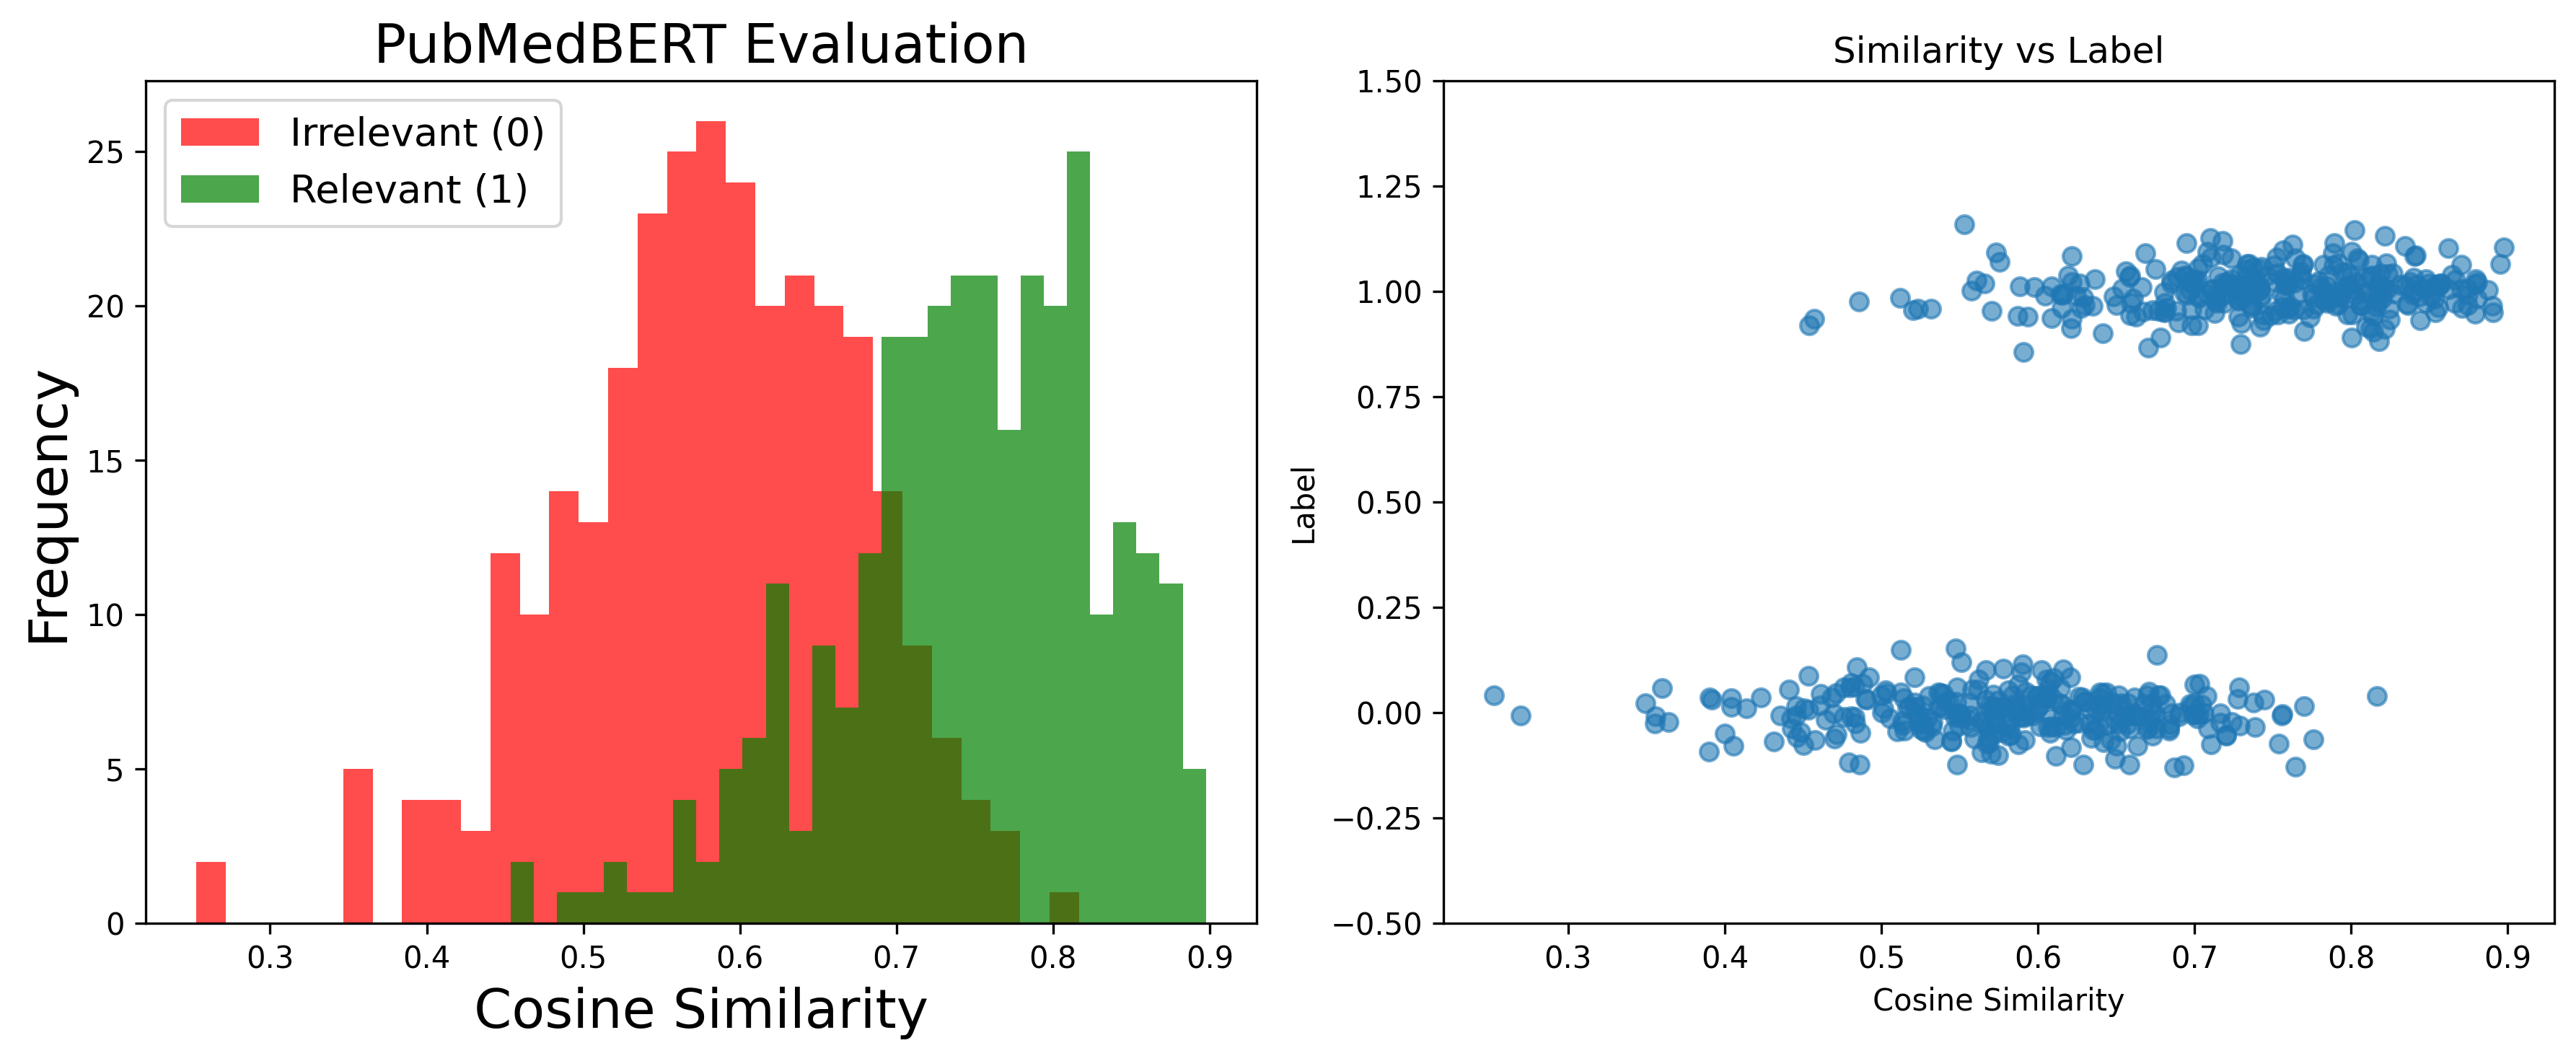 PubMedBERT Evaluation
Irrelevant (0)
Relevant (1)
Frequency
25
20
15
10
5
0
0.3 0.4 0.5 0.6 0.7 0.8 0.9
Cosine Similarity
Similarity vs Label
Label
1.50
1.25
1.00
0.75
0.50
0.25
0.00
−0.25
−0.50
0.3 0.4 0.5 0.6 0.7 0.8 0.9
Cosine Similarity